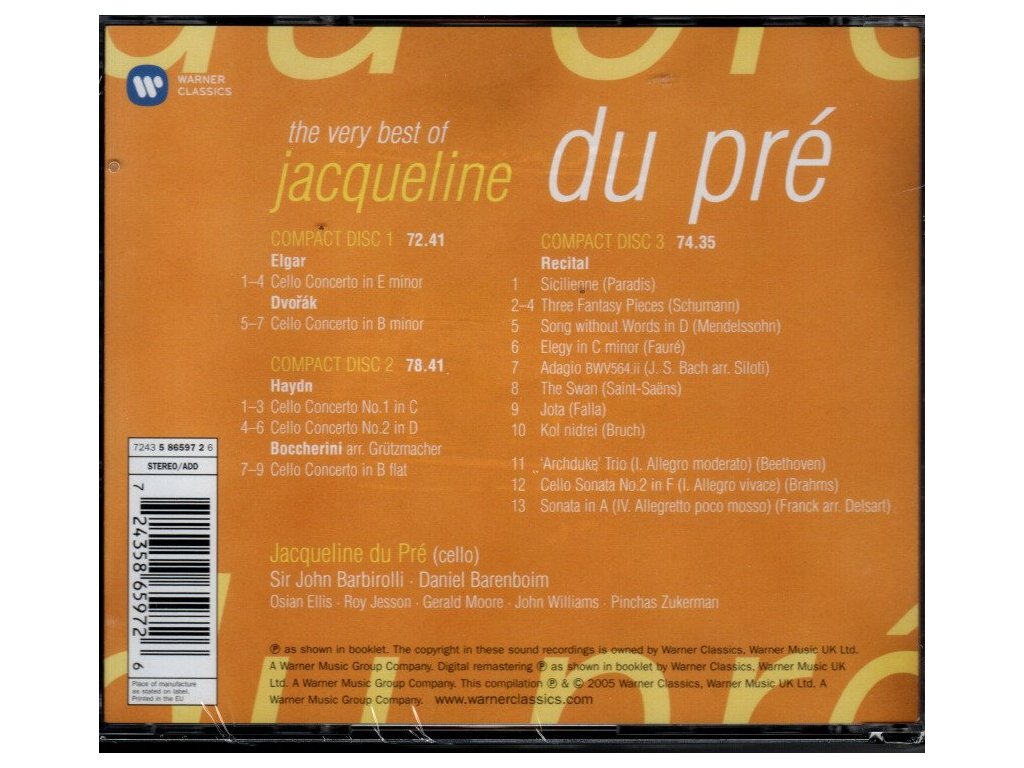 du pré
WARNER
CLASSICS
the very best of
jacqueline du pré
COMPACT DISC 1 72.41
Elgar
1–4 Cello Concerto in E minor
Dvořák
5–7 Cello Concerto in B minor
COMPACT DISC 2 78.41
Haydn
1–3 Cello Concerto No.1 in C
4–6 Cello Concerto No.2 in D
Boccherini arr. Grützmacher
7–9 Cello Concerto in B flat
COMPACT DISC 3 74.35
Recital
1 Sicilienne (Paradis)
2–4 Three Fantasy Pieces (Schumann)
5 Song without Words in D (Mendelssohn)
6 Elegy in C minor (Fauré)
7 Adagio BWV564.ii (J. S. Bach arr. Siloti)
8 The Swan (Saint-Saëns)
9 Jota (Falla)
10 Kol nidrei (Bruch)
11 'Archduke' Trio (I. Allegro moderato) (Beethoven)
12 Cello Sonata No.2 in F (I. Allegro vivace) (Brahms)
13 Sonata in A (IV. Allegretto poco mosso) (Franck arr. Delsart)
7243 5 86597 2 6
STEREO/ADD
7 24358 65972 6
Place of manufacture
as stated on label.
Printed in the EU
Jacqueline du Pré (cello)
Sir John Barbirolli · Daniel Barenboim
Osian Ellis · Roy Jesson · Gerald Moore · John Williams · Pinchas Zukerman
℗ as shown in booklet. The copyright in these sound recordings is owned by Warner Classics, Warner Music UK Ltd.
A Warner Music Group Company. Digital remastering ℗ as shown in booklet by Warner Classics, Warner Music UK
Ltd. A Warner Music Group Company. This compilation ℗ & © 2005 Warner Classics, Warner Music UK Ltd. A
Warner Music Group Company. www.warnerclassics.com
du pré